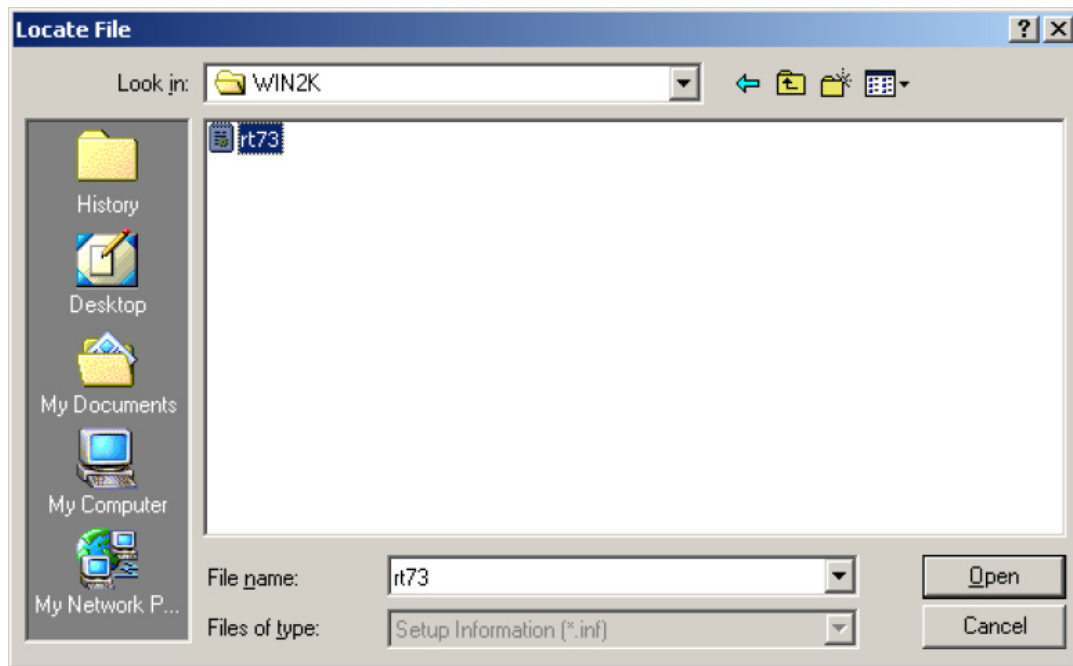 Locate File
Look in:
WIN2K
rt73
History
Desktop
My Documents
My Computer
My Network P...
File name:
rt73
Open
Files of type:
Setup Information (*.inf)
Cancel